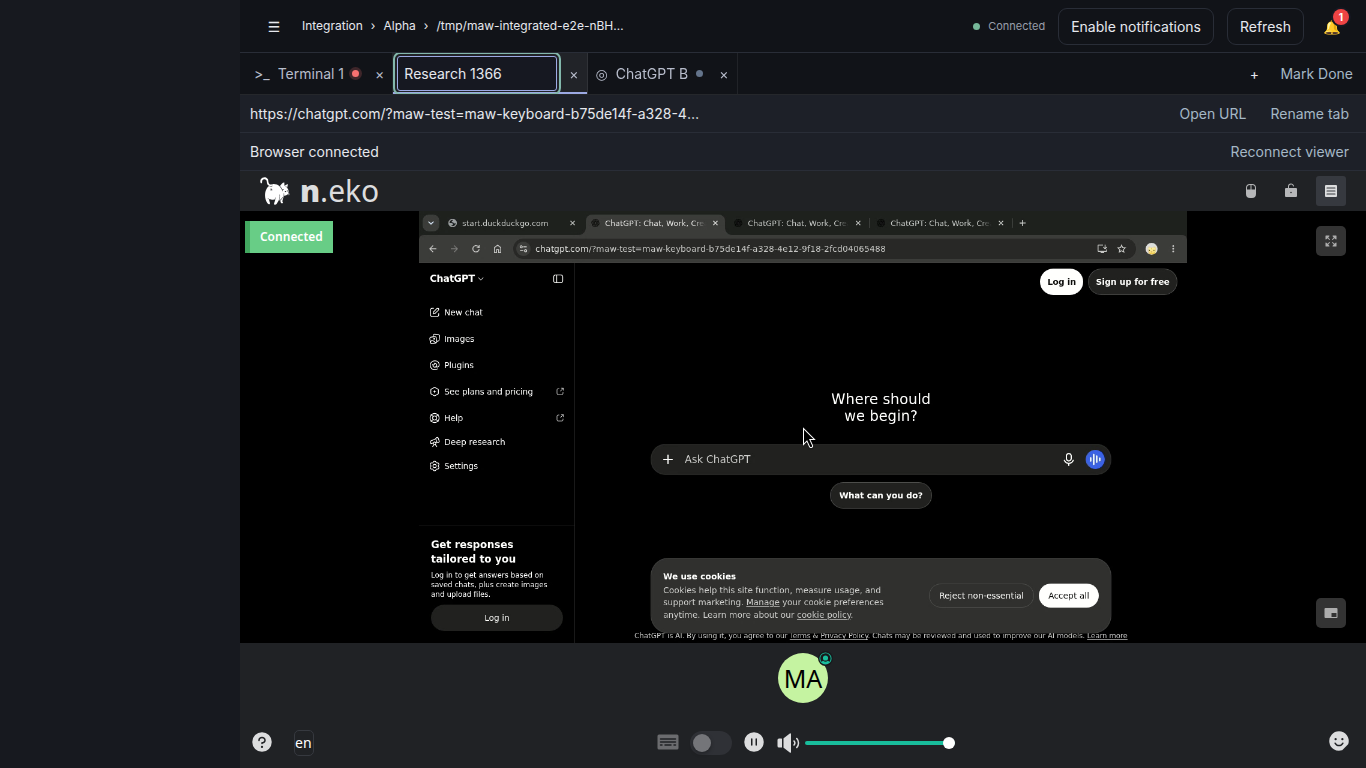 Integration › Alpha › /tmp/maw-integrated-e2e-nBH...
Connected
Enable notifications
Refresh
1
>_ Terminal 1 ×
Research 1366 ×
ChatGPT B ×
+
Mark Done
https://chatgpt.com/?maw-test=maw-keyboard-b75de14f-a328-4...
Open URL
Rename tab
Browser connected
Reconnect viewer
n.eko
Connected
start.duckduckgo.com ×
ChatGPT: Chat, Work, Cre ×
ChatGPT: Chat, Work, Cre ×
ChatGPT: Chat, Work, Cre ×
+
chatgpt.com/?maw-test=maw-keyboard-b75de14f-a328-4e12-9f18-2fcd04065488
ChatGPT
Log in
Sign up for free
New chat
Images
Plugins
See plans and pricing
Help
Deep research
Settings
Where should
we begin?
+ Ask ChatGPT
What can you do?
Get responses
tailored to you
Log in to get answers based on
saved chats, plus create images
and upload files.
Log in
We use cookies
Cookies help this site function, measure usage, and
support marketing. Manage your cookie preferences
anytime. Learn more about our cookie policy.
Reject non-essential
Accept all
ChatGPT is AI. By using it, you agree to our Terms & Privacy Policy. Chats may be reviewed and used to improve our AI models. Learn more
MA
?
en